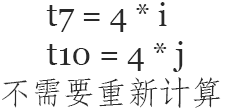 t7 = 4 * i
t10 = 4 * j
不需要重新计算